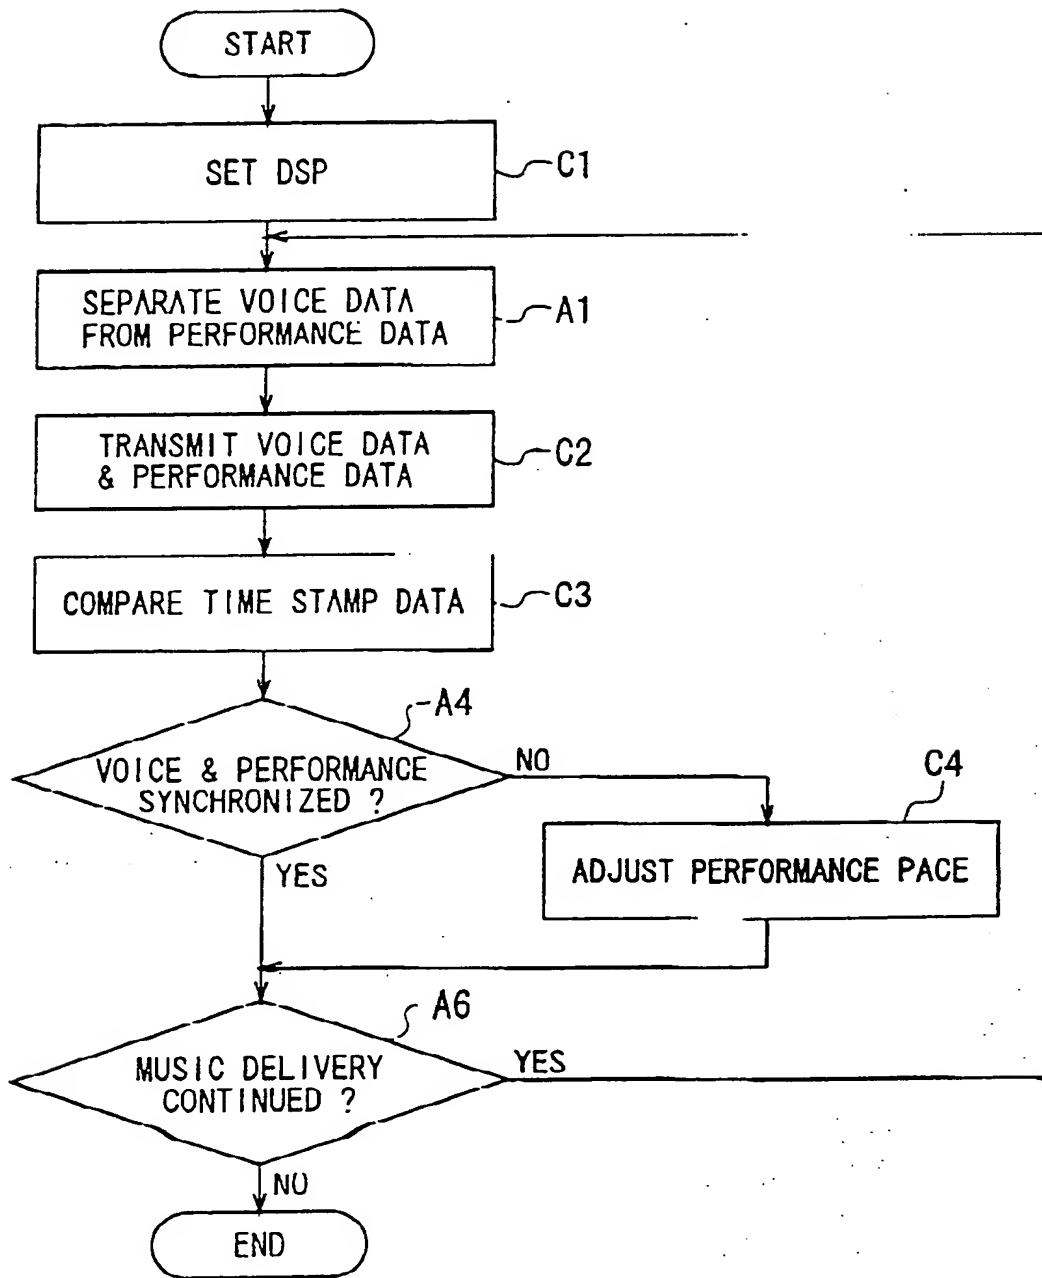 START
SET DSP
C1
SEPARATE VOICE DATA
FROM PERFORMANCE DATA
A1
TRANSMIT VOICE DATA
& PERFORMANCE DATA
C2
COMPARE TIME STAMP DATA
C3
A4
VOICE & PERFORMANCE
SYNCHRONIZED ?
NO
YES
C4
ADJUST PERFORMANCE PACE
A6
MUSIC DELIVERY
CONTINUED ?
YES
NO
END